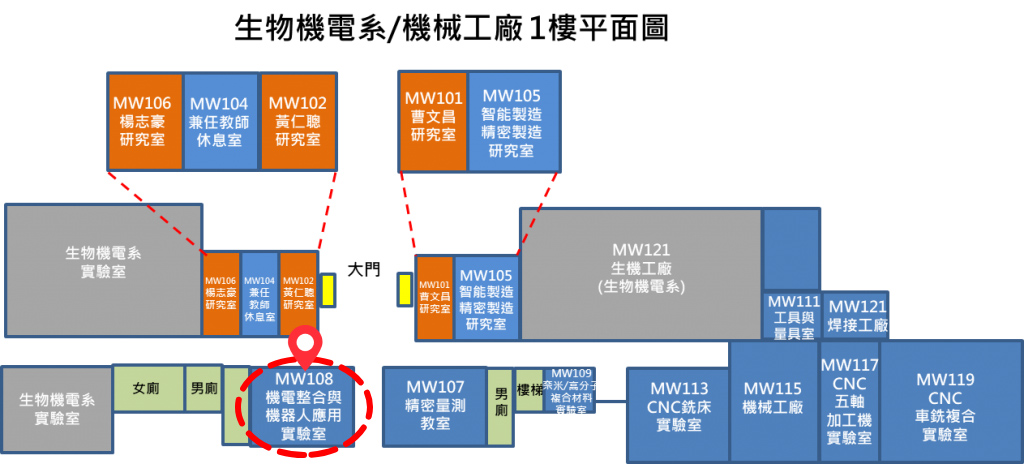 生物機電系/機械工廠1樓平面圖
MW106
楊志豪
研究室
MW104
兼任教師
休息室
MW102
黃仁聰
研究室
MW101
曹文昌
研究室
MW105
智能製造
精密製造
研究室
生物機電系
實驗室
MW106
楊志豪
研究室
MW104
兼任
教師
休息室
MW102
黃仁聰
研究室
大門
MW101
曹文昌
研究室
MW105
智能製造
精密製造
研究室
MW121
生機工廠
(生物機電系)
MW111
工具與
量具室
MW121
焊接工廠
生物機電系
實驗室
女廁
男廁
MW108
機電整合與
機器人應用
實驗室
MW107
精密量測
教室
男
廁
樓梯
MW109
奈米/高分子
複合材料
實驗室
MW113
CNC銑床
實驗室
MW115
機械工廠
MW117
CNC
五軸
加工機
實驗室
MW119
CNC
車銑複合
實驗室